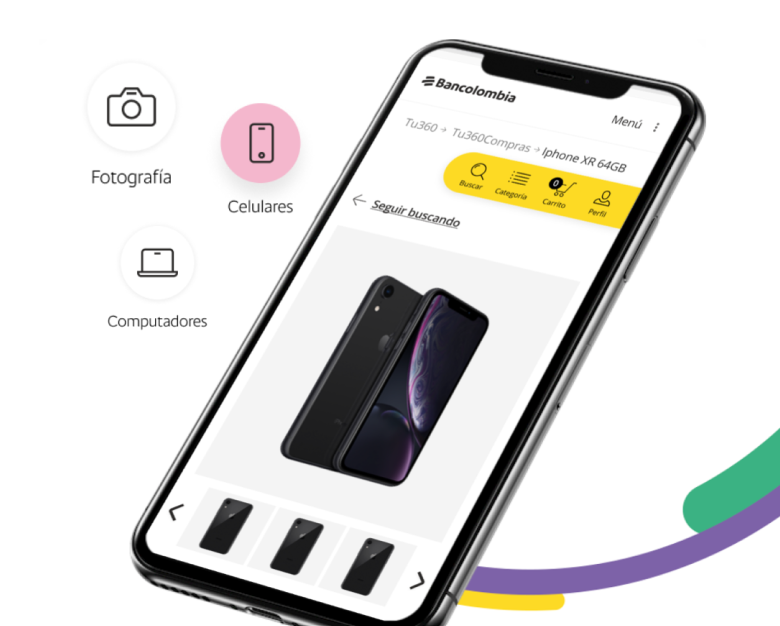 Bancolombia
Menú
Tu360 → Tu360Compras → Iphone XR 64GB
Buscar
Categoría
0
Carrito
Perfil
← Seguir buscando
Fotografía
Celulares
Computadores